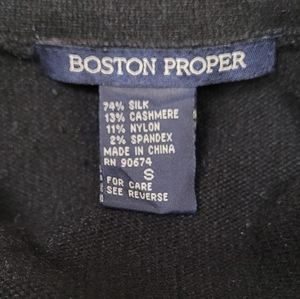 BOSTON PROPER
74% SILK
13% CASHMERE
11% NYLON
2% SPANDEX
MADE IN CHINA
RN 90674
S
FOR CARE
SEE REVERSE